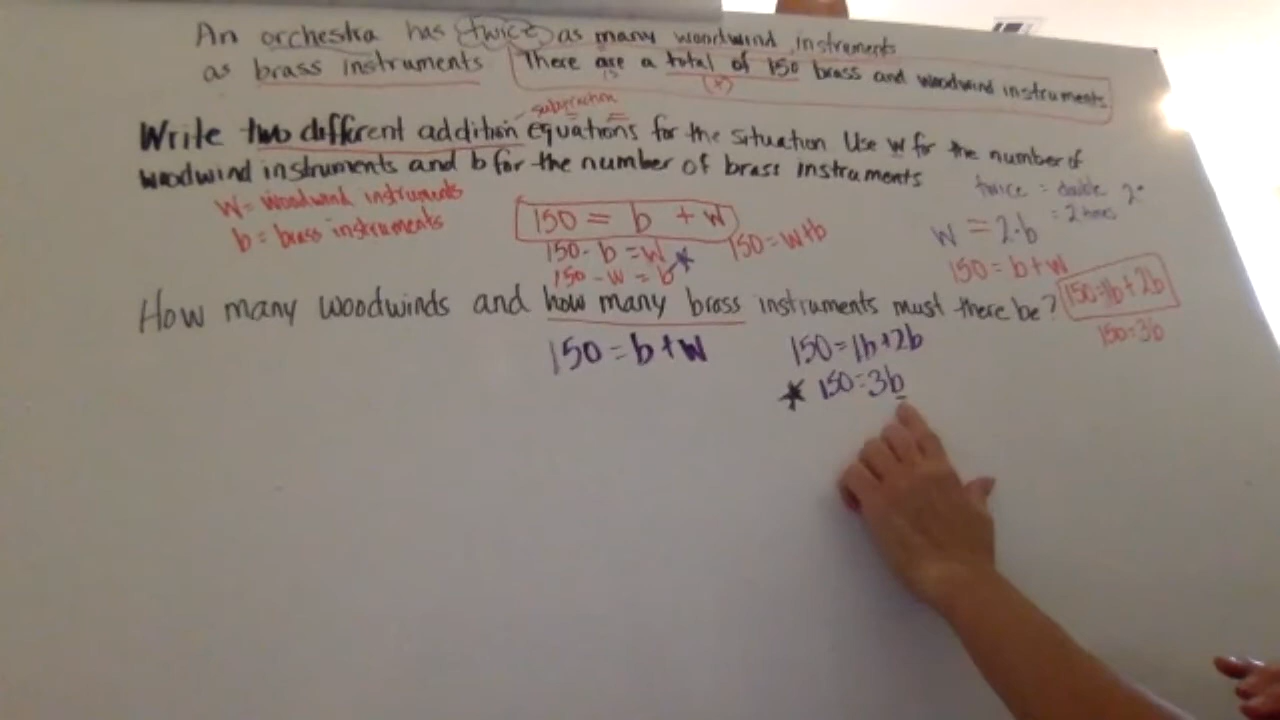 An orchestra has twice as many woodwind instruments
as brass instruments There are a total of 150 brass and woodwind instruments
is
(+)
subtraction =
Write two different addition equations for the situation Use w for the number of
woodwind instruments and b for the number of brass instruments
W = woodwind instruments
b = brass instruments
150 = b + w
150 - b = w
150 - w = b
150 = w + b
twice = double
= 2 times 2·
w = 2·b
150 = b + w
150 = 1b + 2b
150 = 3b
How many woodwinds and how many brass instruments must there be?
150 = b + w
150 = 1b + 2b
150 = 3b